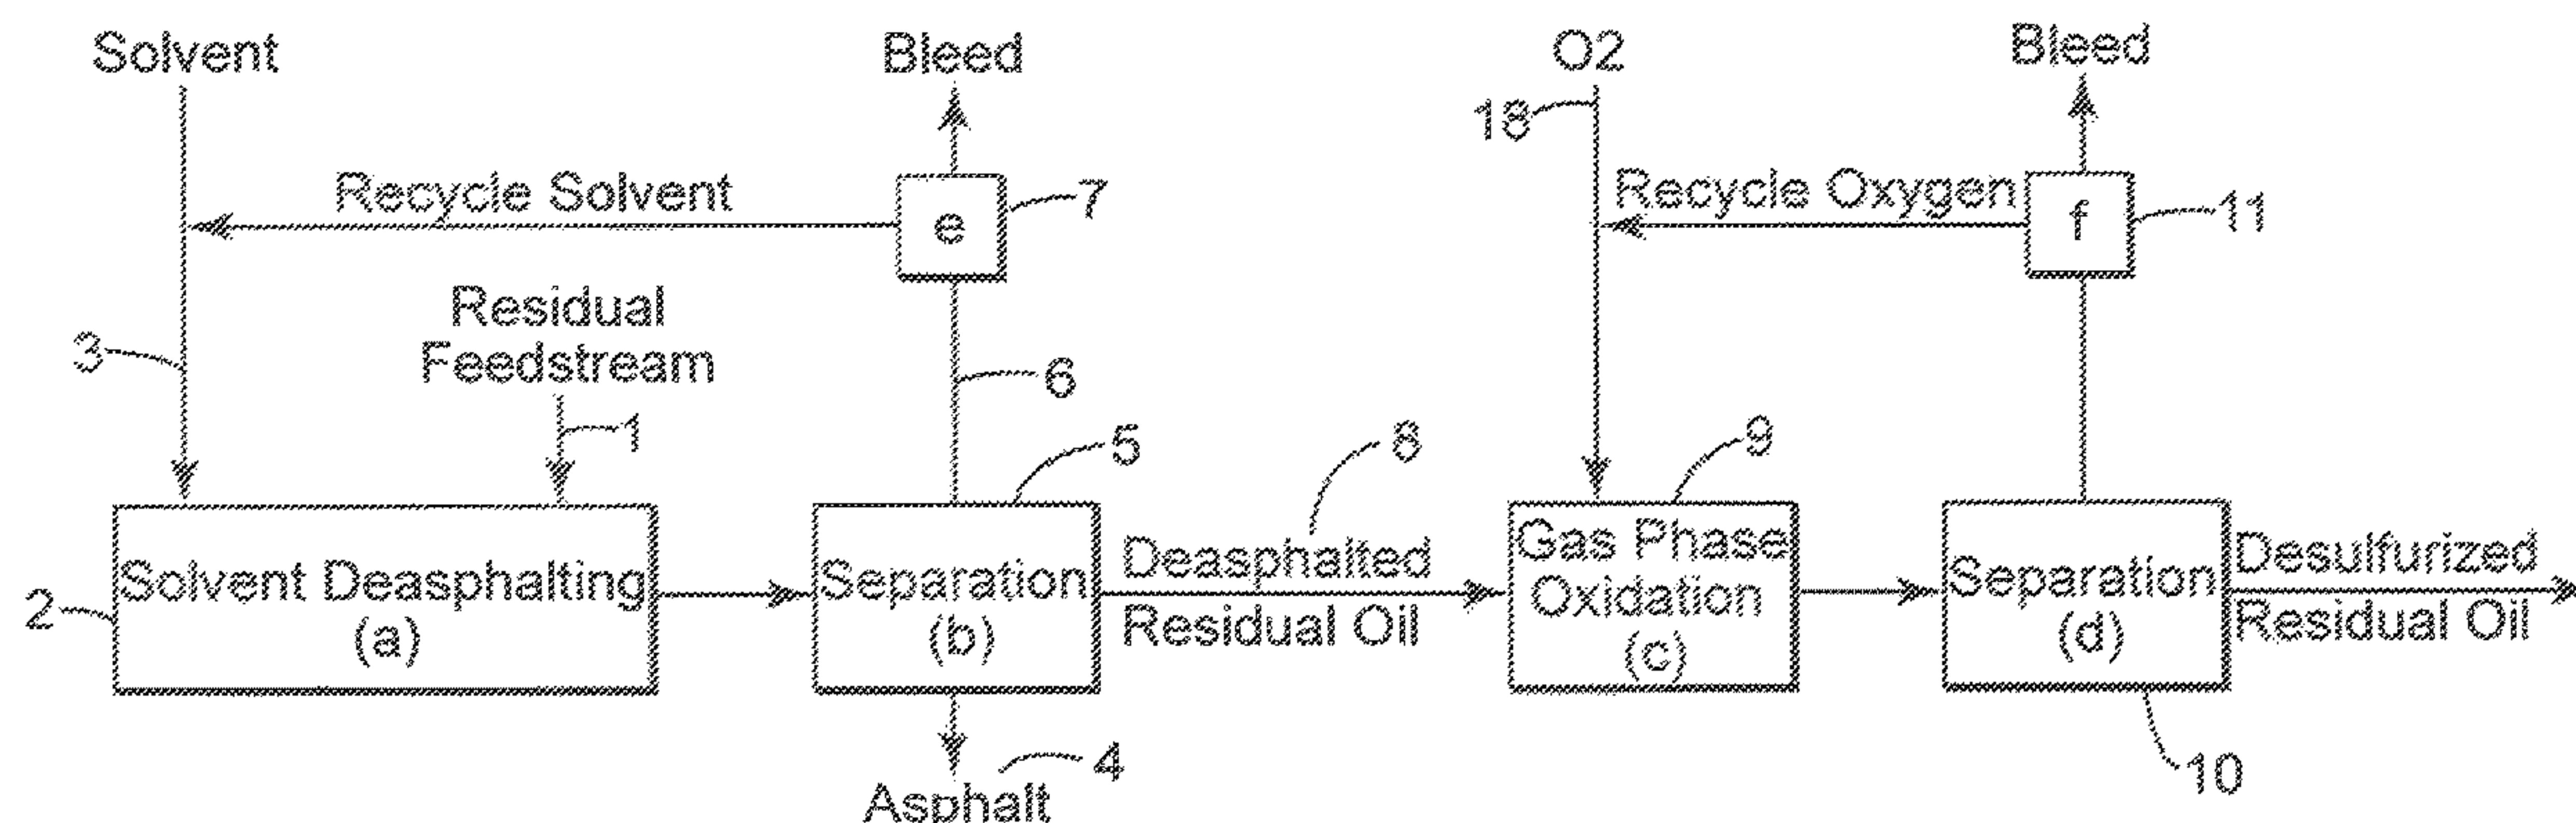 Solvent
Bleed
O2
Bleed
18
Recycle Solvent
e
7
Recycle Oxygen
f
11
Residual
Feedstream
3
1
6
5
8
9
2
Solvent Deasphalting
(a)
Separation
(b)
Deasphalted
Residual Oil
Gas Phase
Oxidation
(c)
Separation
(d)
Desulfurized
Residual Oil
4
Asphalt
10